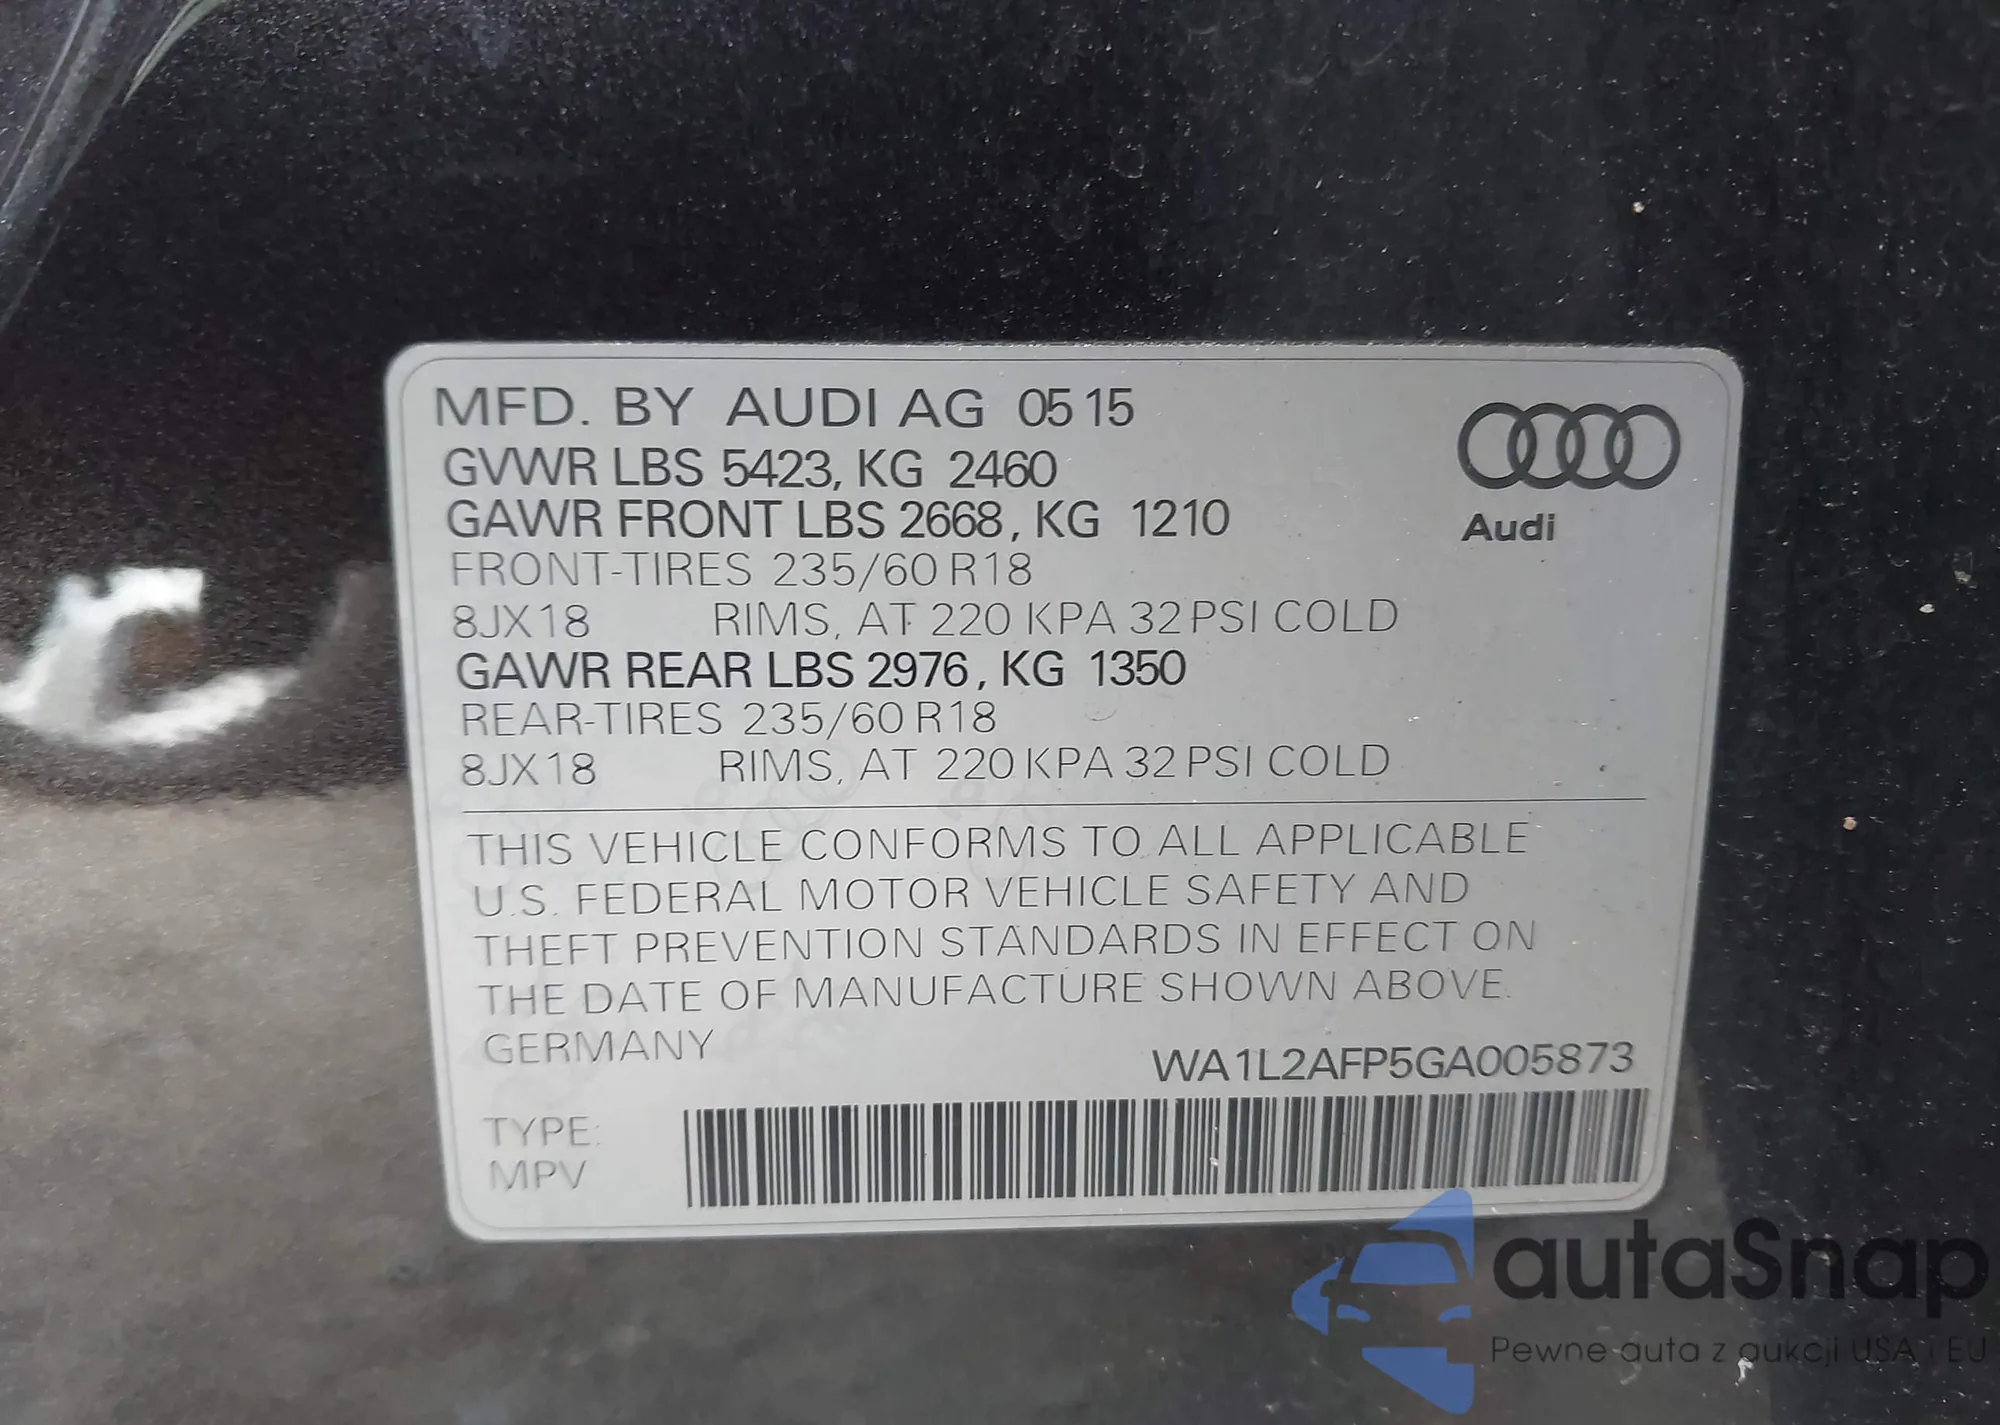 MFD. BY AUDI AG 05 15
GVWR LBS 5423, KG 2460
GAWR FRONT LBS 2668, KG 1210
FRONT-TIRES 235/60 R18
8JX18 RIMS, AT 220 KPA 32 PSI COLD
GAWR REAR LBS 2976, KG 1350
REAR-TIRES 235/60 R18
8JX18 RIMS, AT 220 KPA 32 PSI COLD
Audi
THIS VEHICLE CONFORMS TO ALL APPLICABLE
U.S. FEDERAL MOTOR VEHICLE SAFETY AND
THEFT PREVENTION STANDARDS IN EFFECT ON
THE DATE OF MANUFACTURE SHOWN ABOVE.
GERMANY
WA1L2AFP5GA005873
TYPE:
MPV
autaSnap
Pewne auta z aukcji USA i EU